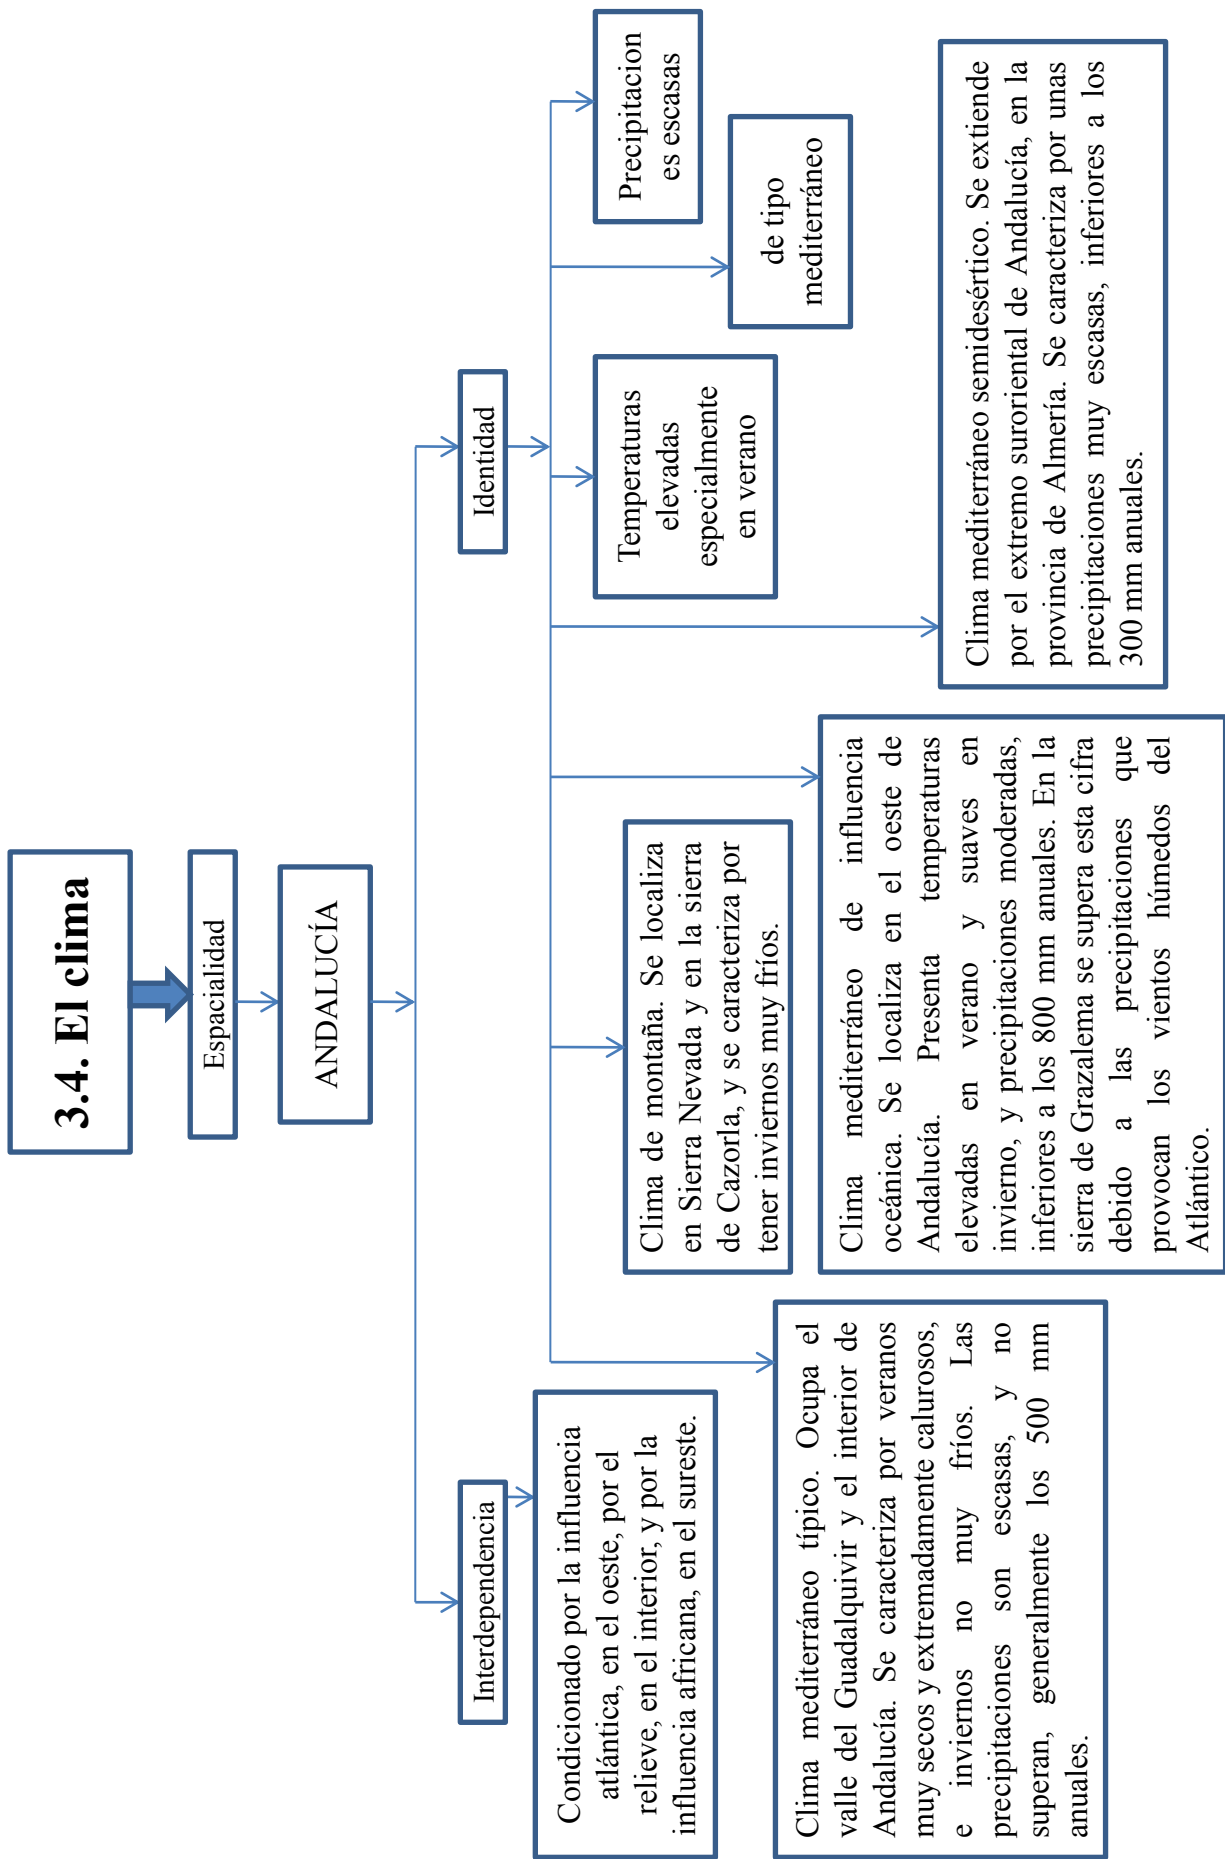 3.4. El clima
Espacialidad
ANDALUCÍA
Interdependencia
Identidad
Condicionado por la influencia
atlántica, en el oeste, por el
relieve, en el interior, y por la
influencia africana, en el sureste.
Temperaturas
elevadas
especialmente
en verano
Precipitacion
es escasas
de tipo
mediterráneo
Clima mediterráneo típico. Ocupa el
valle del Guadalquivir y el interior de
Andalucía. Se caracteriza por veranos
muy secos y extremadamente calurosos,
e inviernos no muy fríos. Las
precipitaciones son escasas, y no
superan, generalmente los 500 mm
anuales.
Clima de montaña. Se localiza
en Sierra Nevada y en la sierra
de Cazorla, y se caracteriza por
tener inviernos muy fríos.
Clima mediterráneo de influencia
oceánica. Se localiza en el oeste de
Andalucía. Presenta temperaturas
elevadas en verano y suaves en
invierno, y precipitaciones moderadas,
inferiores a los 800 mm anuales. En la
sierra de Grazalema se supera esta cifra
debido a las precipitaciones que
provocan los vientos húmedos del
Atlántico.
Clima mediterráneo semidesértico. Se extiende
por el extremo suroriental de Andalucía, en la
provincia de Almería. Se caracteriza por unas
precipitaciones muy escasas, inferiores a los
300 mm anuales.